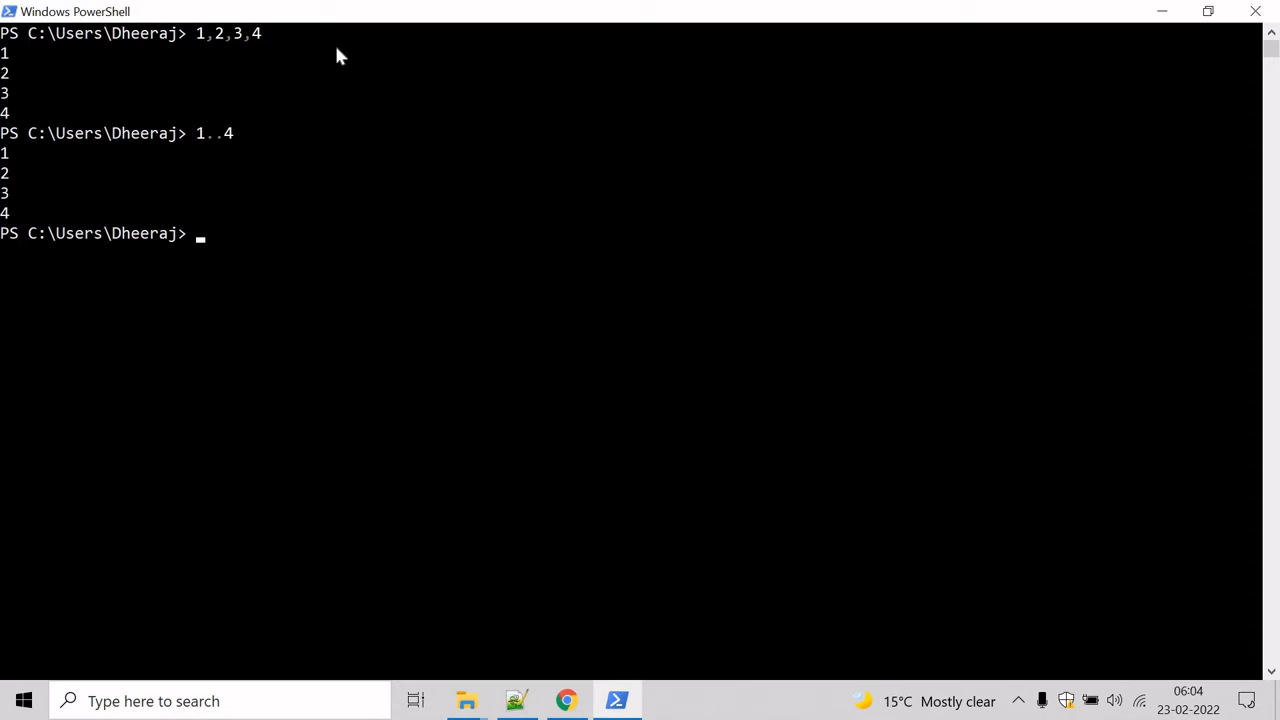 Windows PowerShell
PS C:\Users\Dheeraj> 1,2,3,4
1
2
3
4
PS C:\Users\Dheeraj> 1..4
1
2
3
4
PS C:\Users\Dheeraj>
Type here to search
15°C Mostly clear
06:04
23-02-2022